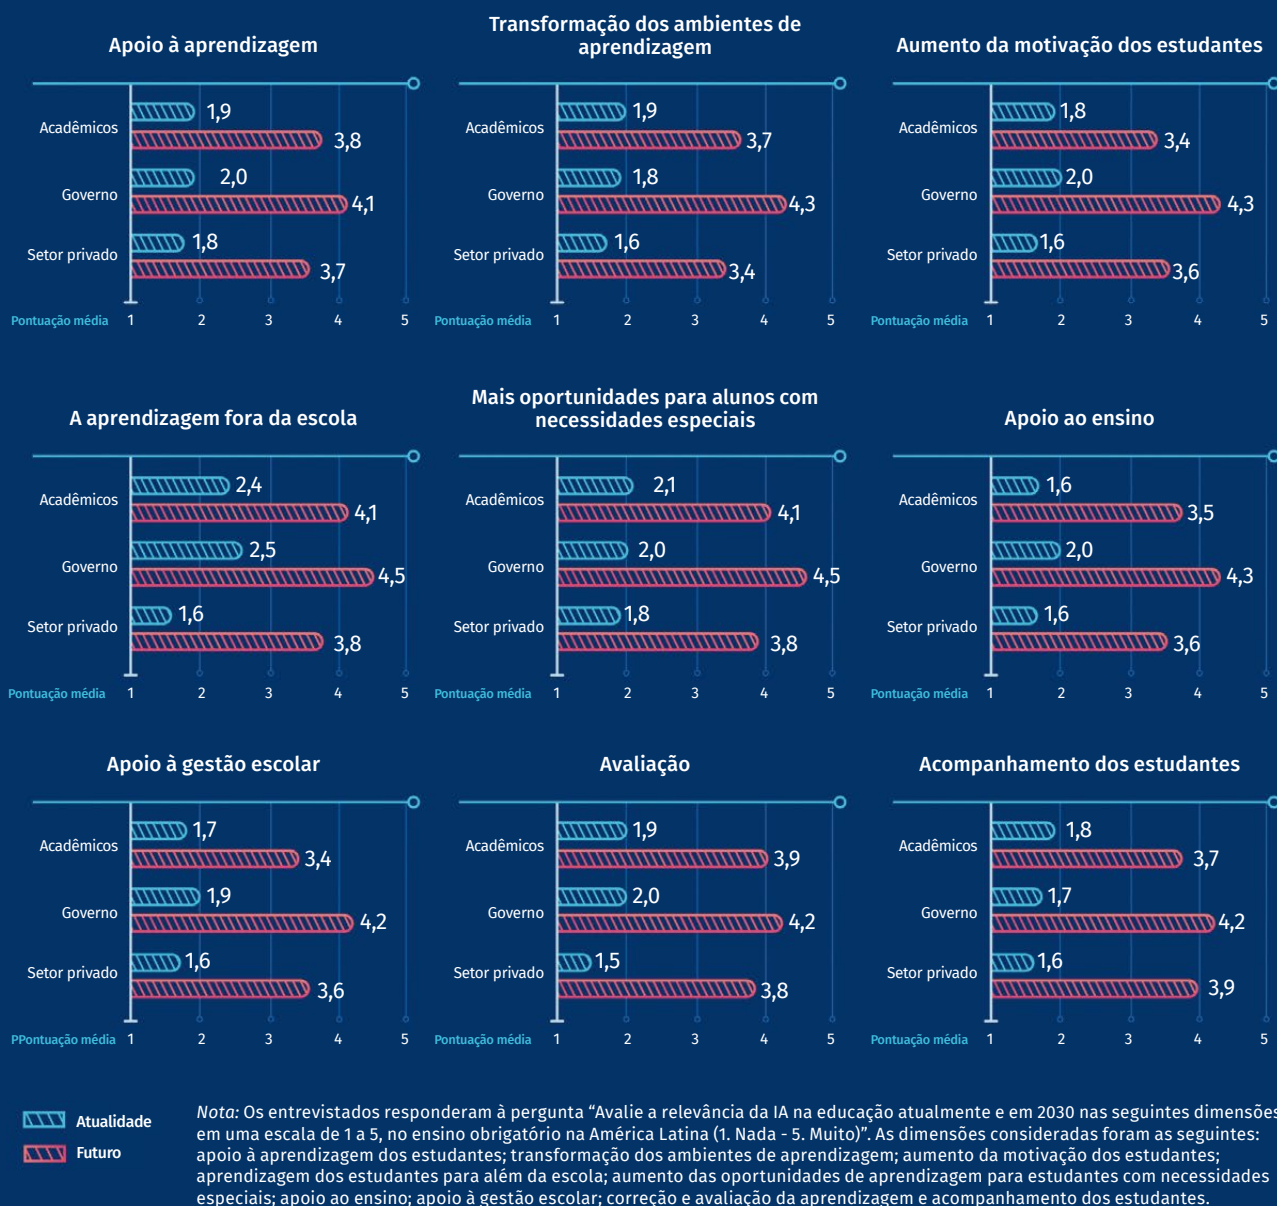 Apoio à aprendizagem
Acadêmicos
1,9
3,8
Governo
2,0
4,1
Setor privado
1,8
3,7
Pontuação média 1 2 3 4 5
Transformação dos ambientes de
aprendizagem
Acadêmicos
1,9
3,7
Governo
1,8
4,3
Setor privado
1,6
3,4
Pontuação média 1 2 3 4 5
Aumento da motivação dos estudantes
Acadêmicos
1,8
3,4
Governo
2,0
4,3
Setor privado
1,6
3,6
Pontuação média 1 2 3 4 5
A aprendizagem fora da escola
Acadêmicos
2,4
4,1
Governo
2,5
4,5
Setor privado
1,6
3,8
Pontuação média 1 2 3 4 5
Mais oportunidades para alunos com
necessidades especiais
Acadêmicos
2,1
4,1
Governo
2,0
4,5
Setor privado
1,8
3,8
Pontuação média 1 2 3 4 5
Apoio ao ensino
Acadêmicos
1,6
3,5
Governo
2,0
4,3
Setor privado
1,6
3,6
Pontuação média 1 2 3 4 5
Apoio à gestão escolar
Acadêmicos
1,7
3,4
Governo
1,9
4,2
Setor privado
1,6
3,6
PPontuação média 1 2 3 4 5
Avaliação
Acadêmicos
1,9
3,9
Governo
2,0
4,2
Setor privado
1,5
3,8
Pontuação média 1 2 3 4 5
Acompanhamento dos estudantes
Acadêmicos
1,8
3,7
Governo
1,7
4,2
Setor privado
1,6
3,9
Pontuação média 1 2 3 4 5
Atualidade
Futuro
Nota: Os entrevistados responderam à pergunta “Avalie a relevância da IA na educação atualmente e em 2030 nas seguintes dimensões
em uma escala de 1 a 5, no ensino obrigatório na América Latina (1. Nada - 5. Muito)”. As dimensões consideradas foram as seguintes:
apoio à aprendizagem dos estudantes; transformação dos ambientes de aprendizagem; aumento da motivação dos estudantes;
aprendizagem dos estudantes para além da escola; aumento das oportunidades de aprendizagem para estudantes com necessidades
especiais; apoio ao ensino; apoio à gestão escolar; correção e avaliação da aprendizagem e acompanhamento dos estudantes.